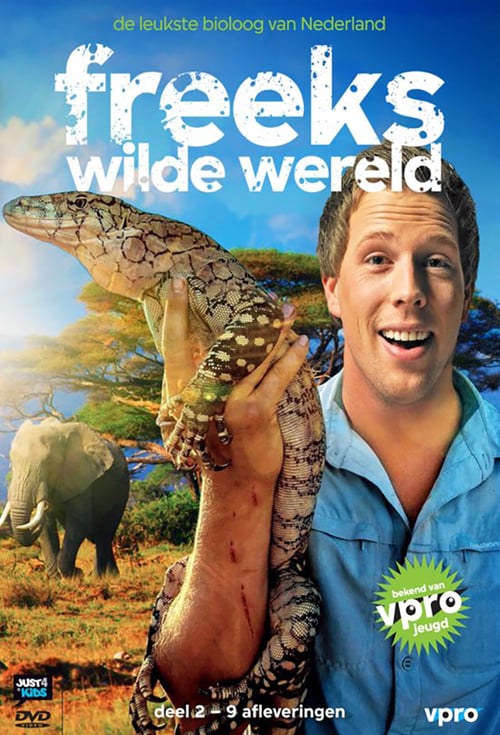 de leukste bioloog van Nederland
freeks
wilde wereld
bekend van
vpro
jeugd
JUST4
KIDS
DVD
VIDEO
deel 2 – 9 afleveringen
vpro